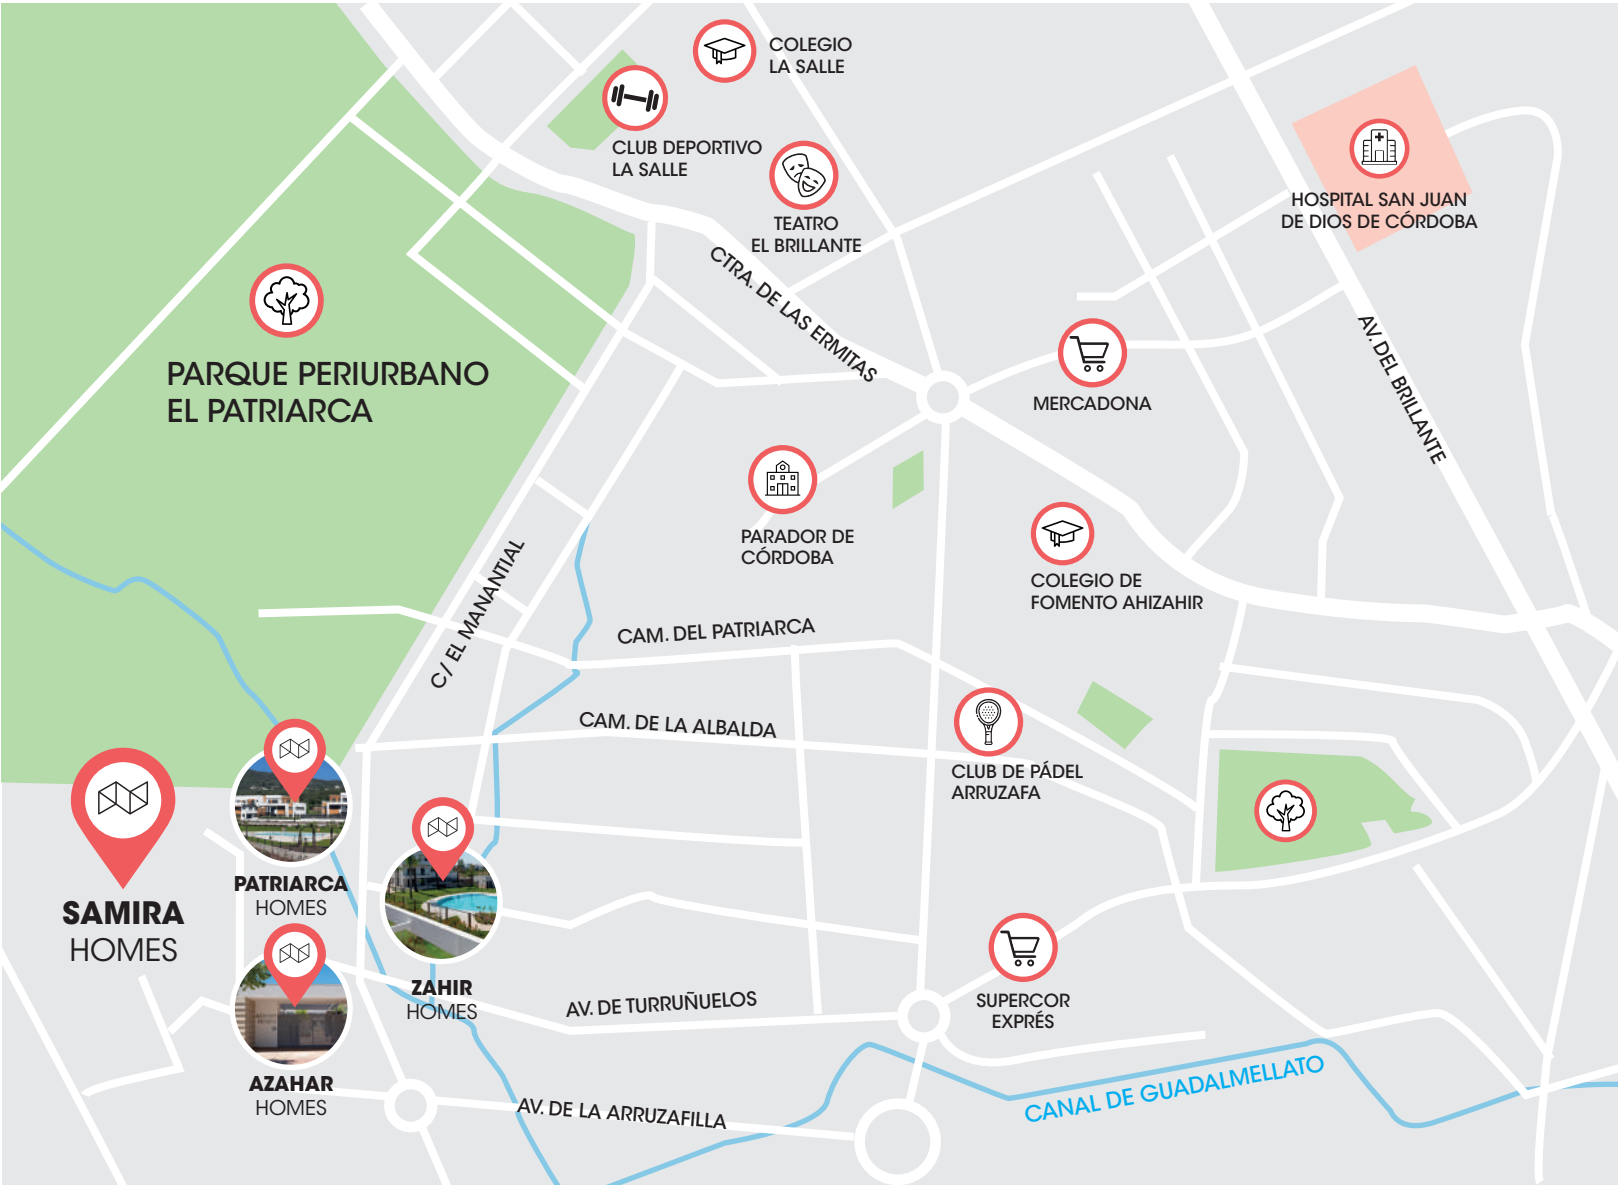 COLEGIO
LA SALLE
CLUB DEPORTIVO
LA SALLE
TEATRO
EL BRILLANTE
HOSPITAL SAN JUAN
DE DIOS DE CÓRDOBA
CTRA. DE LAS ERMITAS
AV. DEL BRILLANTE
PARQUE PERIURBANO
EL PATRIARCA
MERCADONA
PARADOR DE
CÓRDOBA
COLEGIO DE
FOMENTO AHIZAHIR
C/ EL MANANTIAL
CAM. DEL PATRIARCA
CAM. DE LA ALBALDA
CLUB DE PÁDEL
ARRUZAFA
SAMIRA
HOMES
PATRIARCA
HOMES
ZAHIR
HOMES
AV. DE TURRUÑUELOS
SUPERCOR
EXPRÉS
AZAHAR
HOMES
AV. DE LA ARRUZAFILLA
CANAL DE GUADALMELLATO